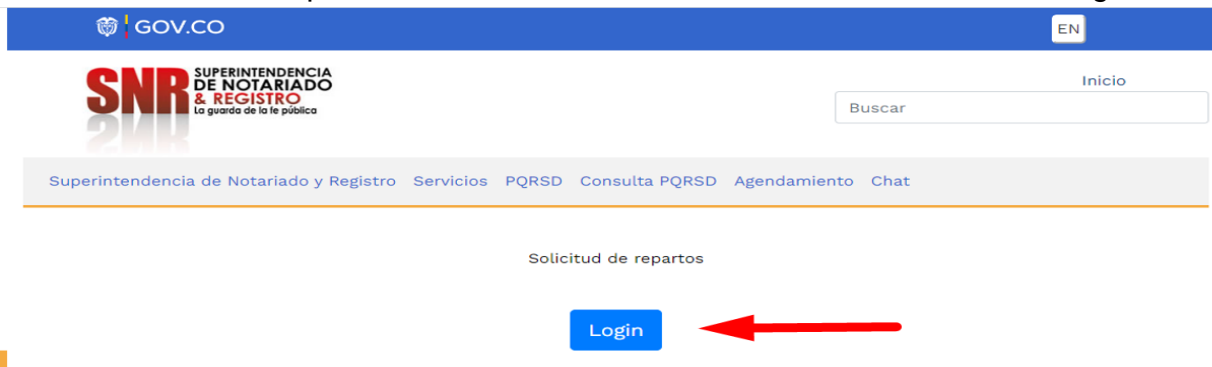 GOV.CO
EN
SNR SUPERINTENDENCIA
DE NOTARIADO
& REGISTRO
La guarda de la fe pública
Inicio
Buscar
Superintendencia de Notariado y Registro Servicios PQRSD Consulta PQRSD Agendamiento Chat
Solicitud de repartos
Login